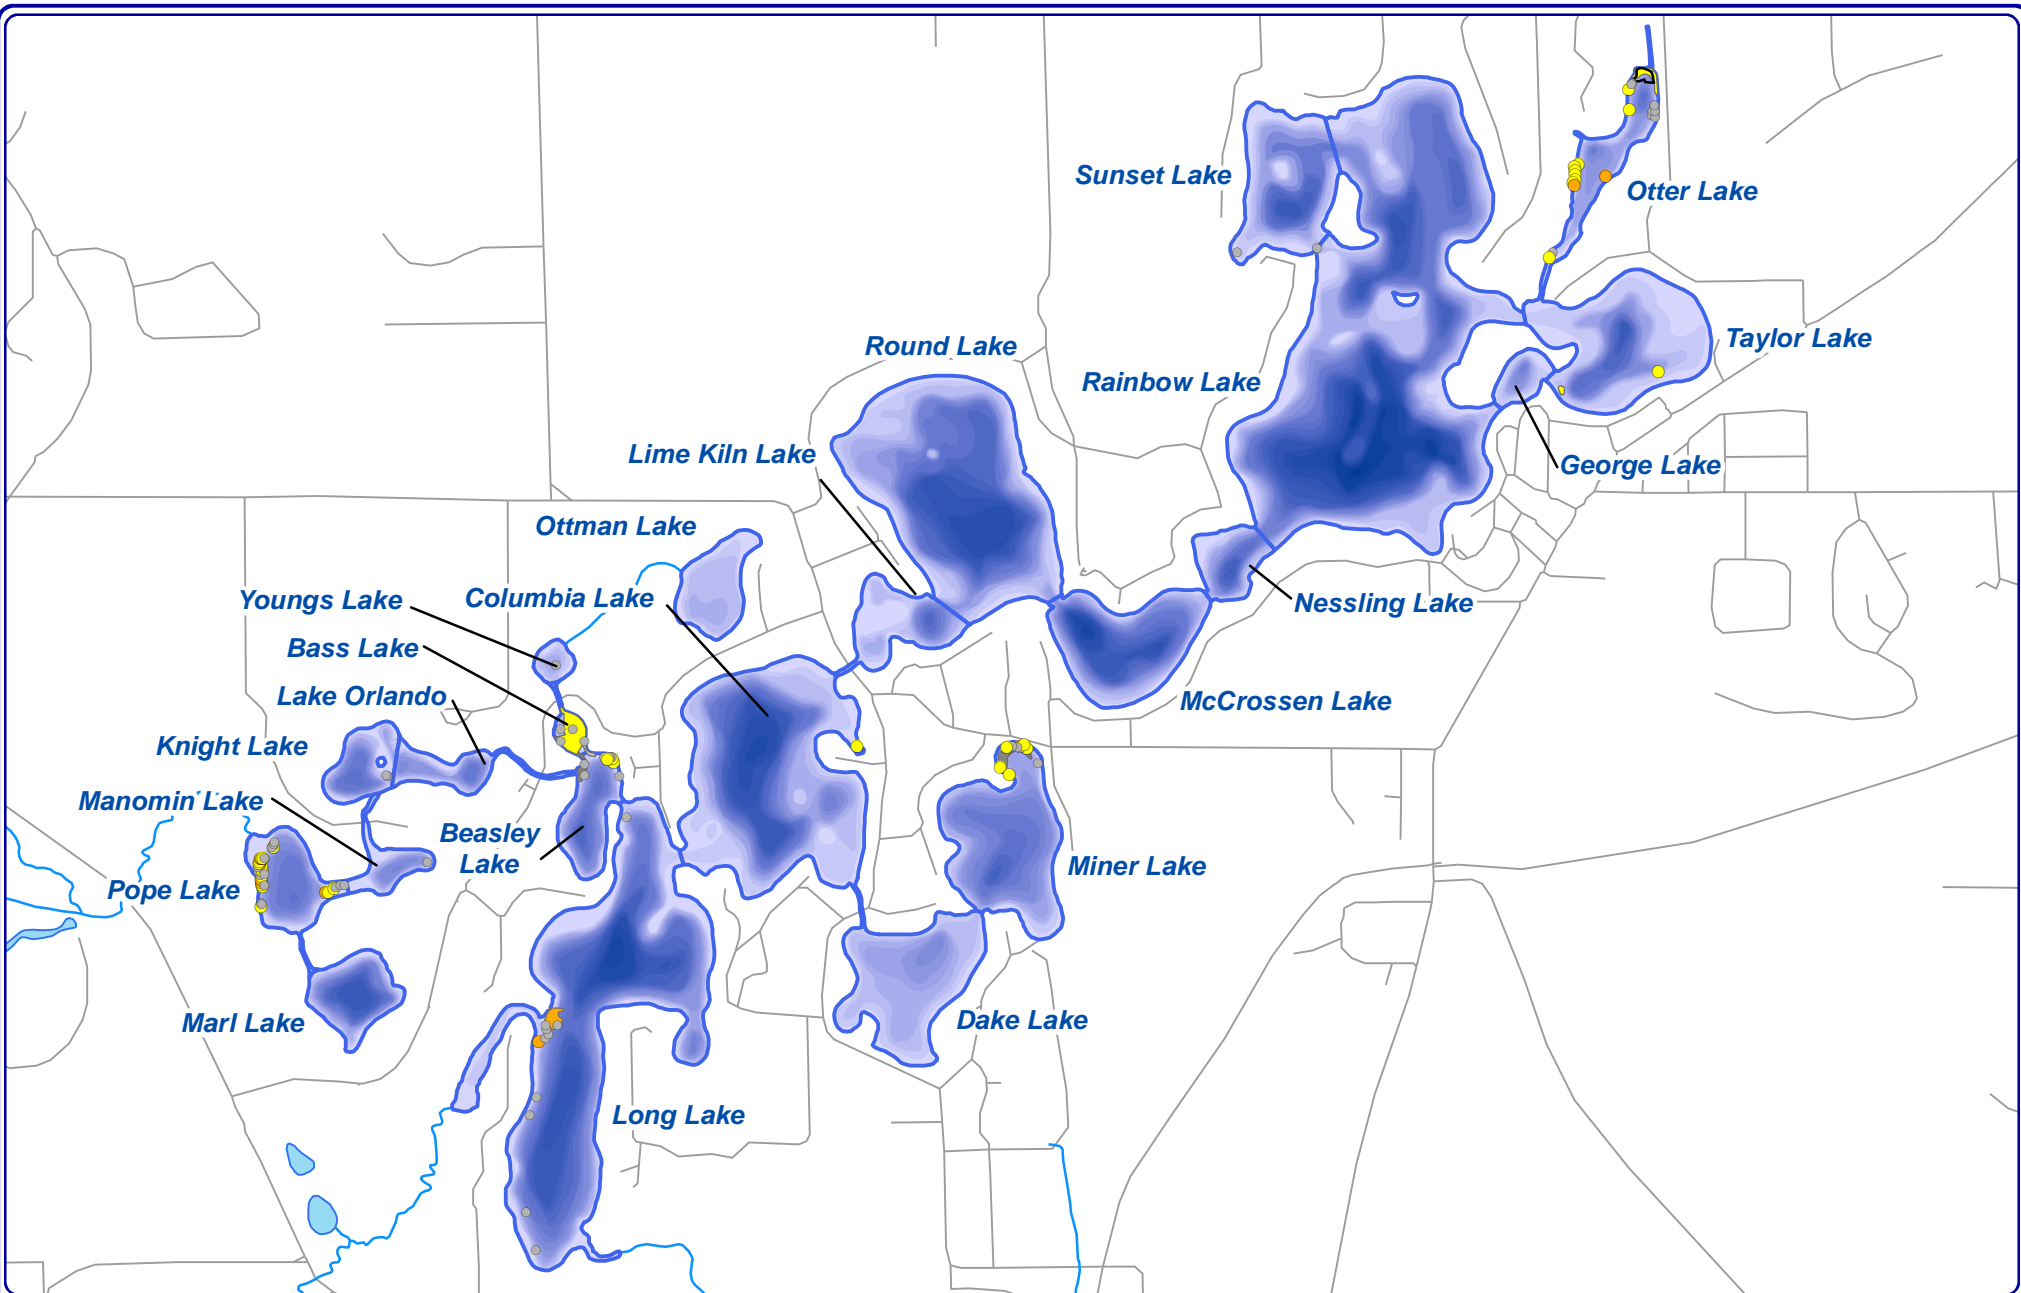 Sunset Lake
Otter Lake
Round Lake
Taylor Lake
Rainbow Lake
Lime Kiln Lake
George Lake
Ottman Lake
Youngs Lake
Columbia Lake
Nessling Lake
Bass Lake
Lake Orlando
McCrossen Lake
Knight Lake
Manomin Lake
Beasley
Lake
Miner Lake
Pope Lake
Marl Lake
Dake Lake
Long Lake